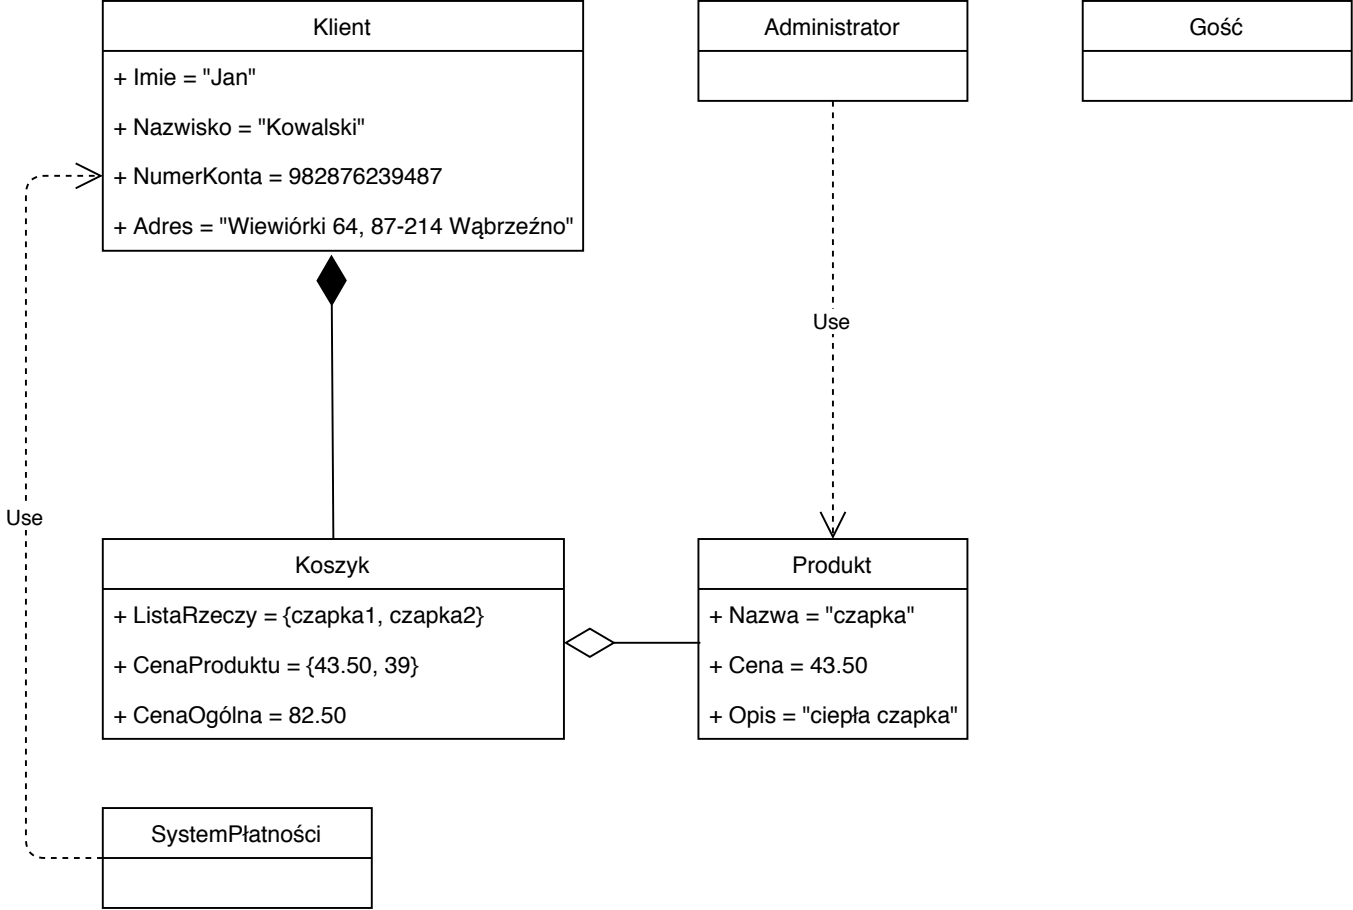 Klient
+ Imie = "Jan"
+ Nazwisko = "Kowalski"
+ NumerKonta = 982876239487
+ Adres = "Wiewiórki 64, 87-214 Wąbrzeźno"
Administrator
Gość
Use
Use
Koszyk
+ ListaRzeczy = {czapka1, czapka2}
+ CenaProduktu = {43.50, 39}
+ CenaOgólna = 82.50
Produkt
+ Nazwa = "czapka"
+ Cena = 43.50
+ Opis = "ciepła czapka"
SystemPłatności